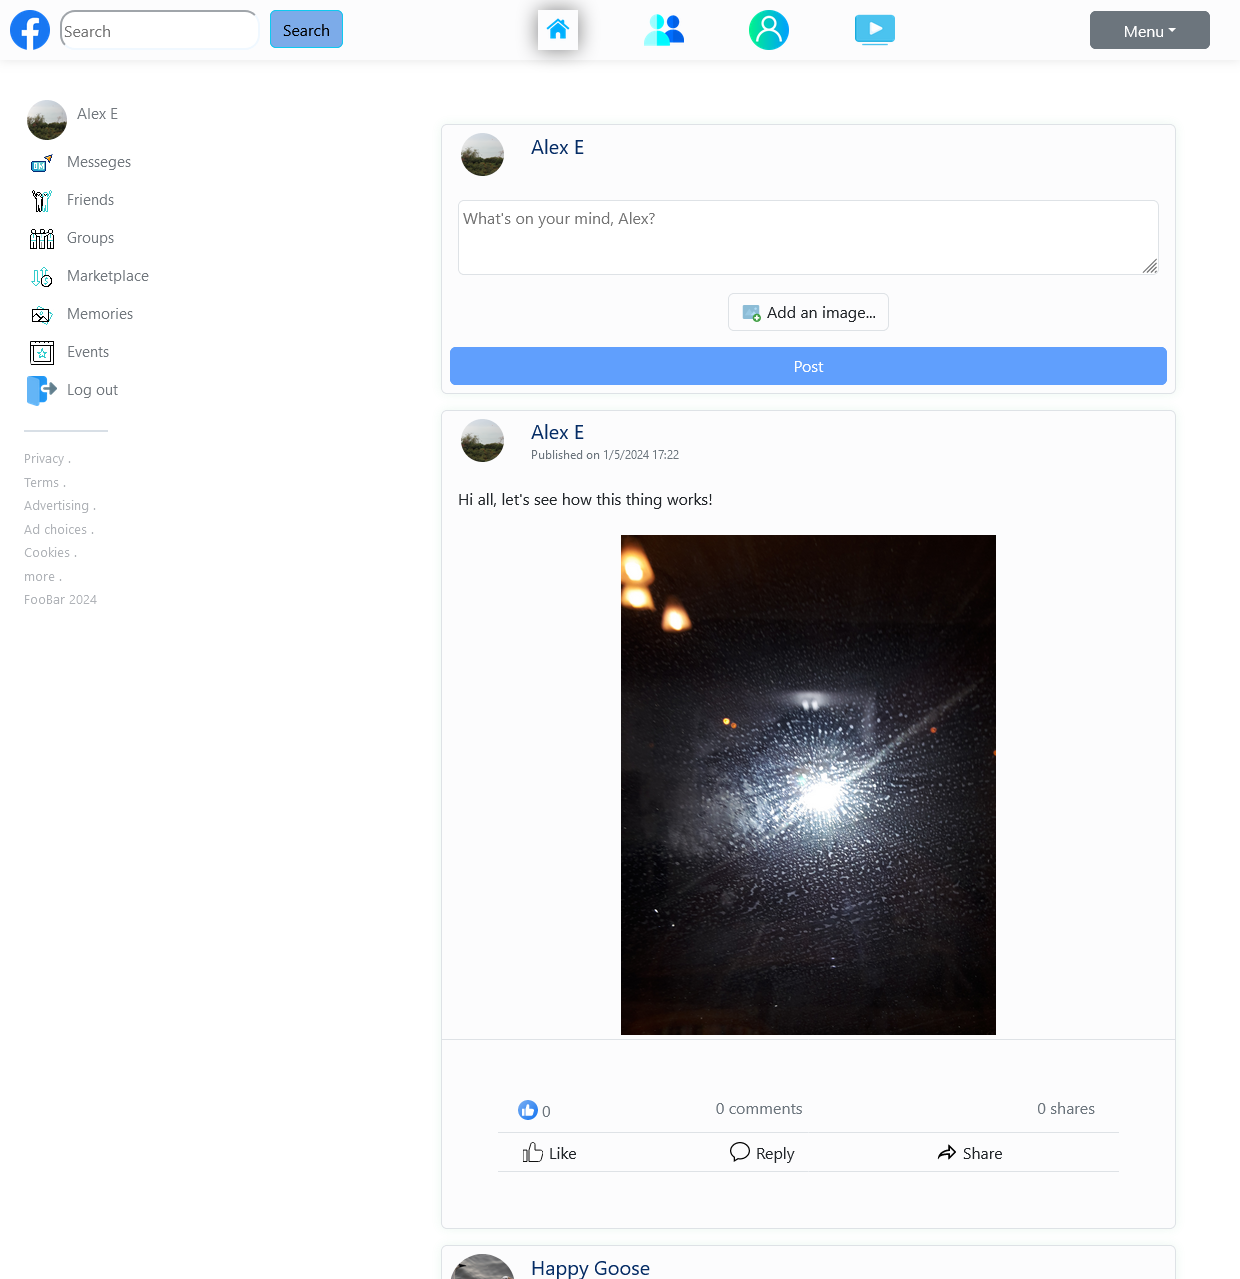 Search
Search
Menu
Alex E
Messeges
Friends
Groups
Marketplace
Memories
Events
Log out
Privacy .
Terms .
Advertising .
Ad choices .
Cookies .
more .
FooBar 2024
Alex E
What's on your mind, Alex?
Add an image...
Post
Alex E
Published on 1/5/2024 17:22
Hi all, let's see how this thing works!
0
0 comments
0 shares
Like
Reply
Share
Happy Goose